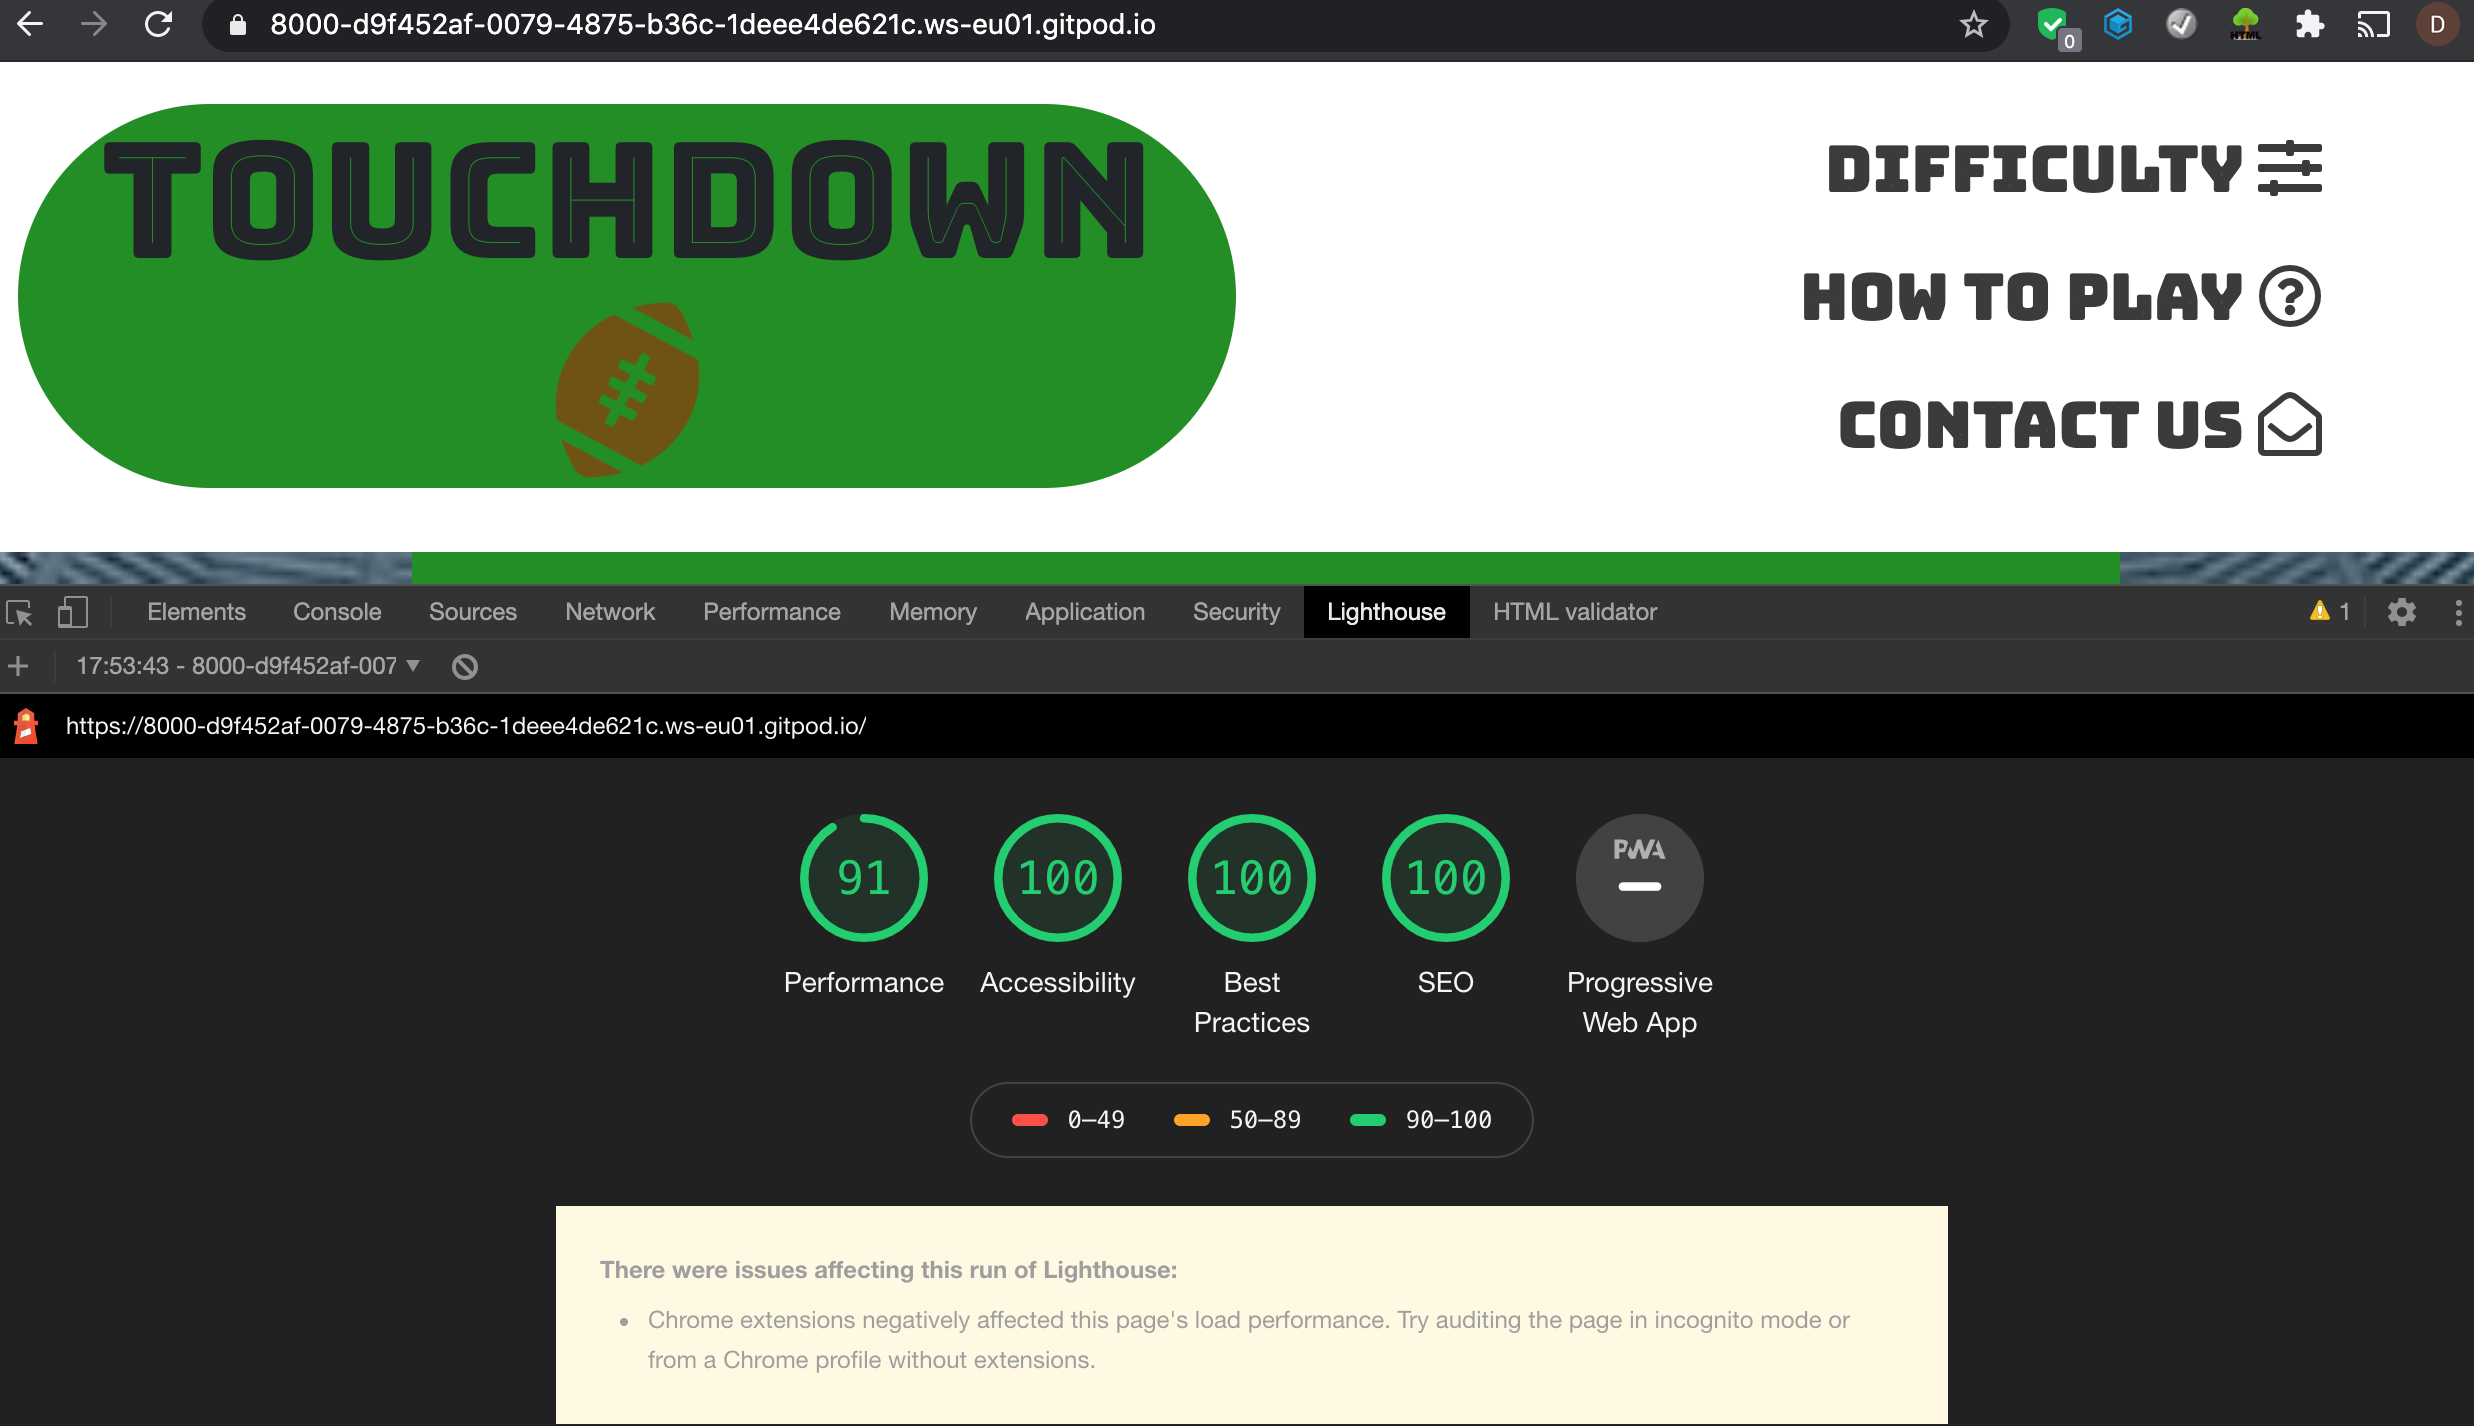 8000-d9f452af-0079-4875-b36c-1deee4de621c.ws-eu01.gitpod.io
0
HTML
D
TOUCHDOWN
DIFFICULTY
HOW TO PLAY
CONTACT US
Elements Console Sources Network Performance Memory Application Security Lighthouse HTML validator 1
17:53:43 - 8000-d9f452af-007
https://8000-d9f452af-0079-4875-b36c-1deee4de621c.ws-eu01.gitpod.io/
91 100 100 100 PWA
Performance Accessibility Best Practices SEO Progressive Web App
0–49 50–89 90–100
There were issues affecting this run of Lighthouse:
• Chrome extensions negatively affected this page's load performance. Try auditing the page in incognito mode or
from a Chrome profile without extensions.